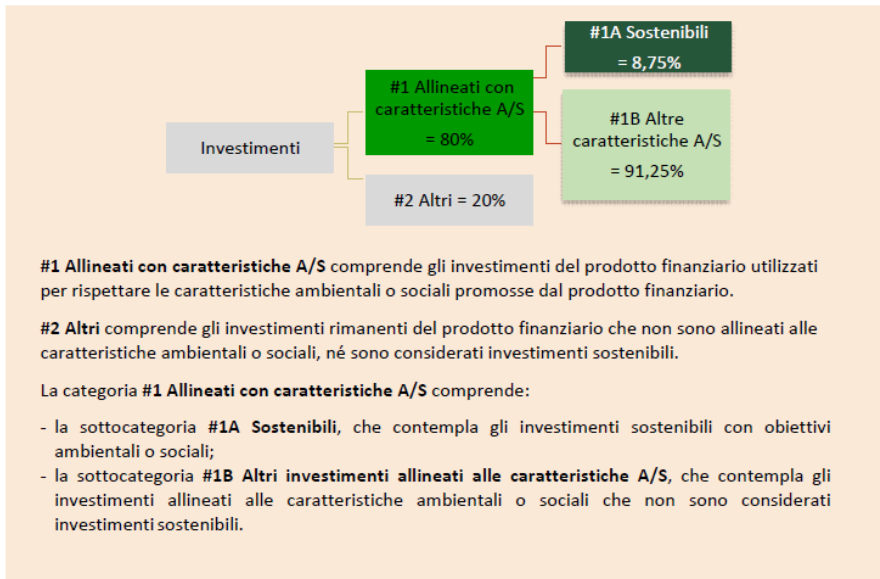 #1A Sostenibili
= 8,75%
#1 Allineati con
caratteristiche A/S
= 80%
#1B Altre
caratteristiche A/S
= 91,25%
Investimenti
#2 Altri = 20%
#1 Allineati con caratteristiche A/S comprende gli investimenti del prodotto finanziario utilizzati
per rispettare le caratteristiche ambientali o sociali promosse dal prodotto finanziario.
#2 Altri comprende gli investimenti rimanenti del prodotto finanziario che non sono allineati alle
caratteristiche ambientali o sociali, né sono considerati investimenti sostenibili.
La categoria #1 Allineati con caratteristiche A/S comprende:
- la sottocategoria #1A Sostenibili, che contempla gli investimenti sostenibili con obiettivi
ambientali o sociali;
- la sottocategoria #1B Altri investimenti allineati alle caratteristiche A/S, che contempla gli
investimenti allineati alle caratteristiche ambientali o sociali che non sono considerati
investimenti sostenibili.